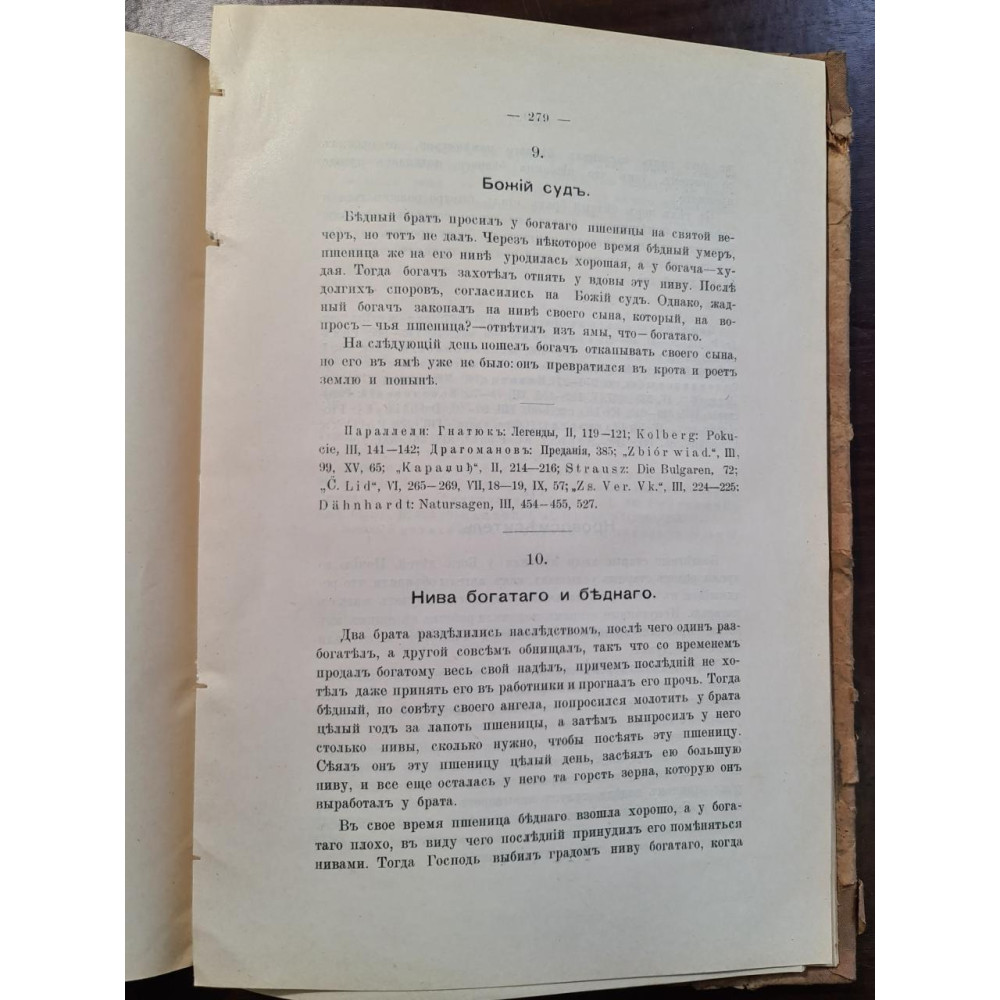 — 279 —
9.
Божій судъ.
Бѣдный братъ просилъ у богатаго пшеницы на святой ве-
черъ, но тотъ не далъ. Черезъ нѣкоторое время бѣдный умеръ,
пшеница же на его нивѣ уродилась хорошая, а у богача—ху-
дая. Тогда богачъ захотѣлъ отнять у вдовы эту ниву. Послѣ
долгихъ споровъ, согласились на Божій судъ. Однако, жад-
ный богачъ закопалъ на нивѣ своего сына, который, на во-
просъ—чья пшеница?—отвѣтилъ изъ ямы, что—богатаго.
На слѣдующій день пошелъ богачъ откапывать своего сына,
но его въ ямѣ уже не было: онъ превратился въ крота и роетъ
землю и понынѣ.
Параллели: Гнатюкъ: Легенды, II, 119—121; Kolberg: Poku-
cie, III, 141—142; Драгомановъ: Преданія, 385; „Zbiór wiad.“, III,
99, XV, 65; „Караџић“, II, 214—216; Strausz: Die Bulgaren, 72;
„Č. Lid“, VI, 265—269, VII, 18—19, IX, 57; „Zs. Ver. Vk.“, III, 224—225;
Dähnhardt: Natursagen, III, 454—455, 527.
10.
Нива богатаго и бѣднаго.
Два брата раздѣлились наслѣдствомъ, послѣ чего одинъ раз-
богатѣлъ, а другой совсѣмъ обнищалъ, такъ что со временемъ
продалъ богатому весь свой надѣлъ, причемъ послѣдній не хо-
тѣлъ даже принять его въ работники и прогналъ его прочь. Тогда
бѣдный, по совѣту своего ангела, попросился молотить у брата
цѣлый годъ за лапоть пшеницы, а затѣмъ выпросилъ у него
столько нивы, сколько нужно, чтобы посѣять эту пшеницу.
Сѣялъ онъ эту пшеницу цѣлый день, засѣялъ ею большую
ниву, и все еще осталась у него та горсть зерна, которую онъ
выработалъ у брата.
Въ свое время пшеница бѣднаго взошла хорошо, а у бога-
таго плохо, въ виду чего послѣдній принудилъ его помѣняться
нивами. Тогда Господь выбилъ градомъ ниву богатаго, когда